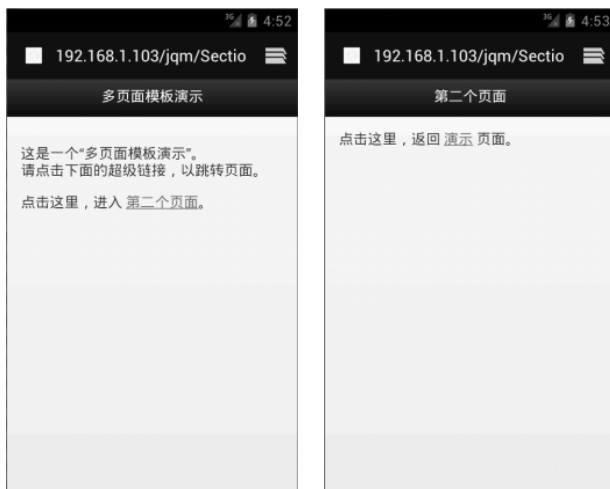 3G 4:52
192.168.1.103/jqm/Sectio
多页面模板演示
这是一个“多页面模板演示”。
请点击下面的超级链接，以跳转页面。
点击这里，进入 第二个页面。
3G 4:53
192.168.1.103/jqm/Sectio
第二个页面
点击这里，返回 演示 页面。